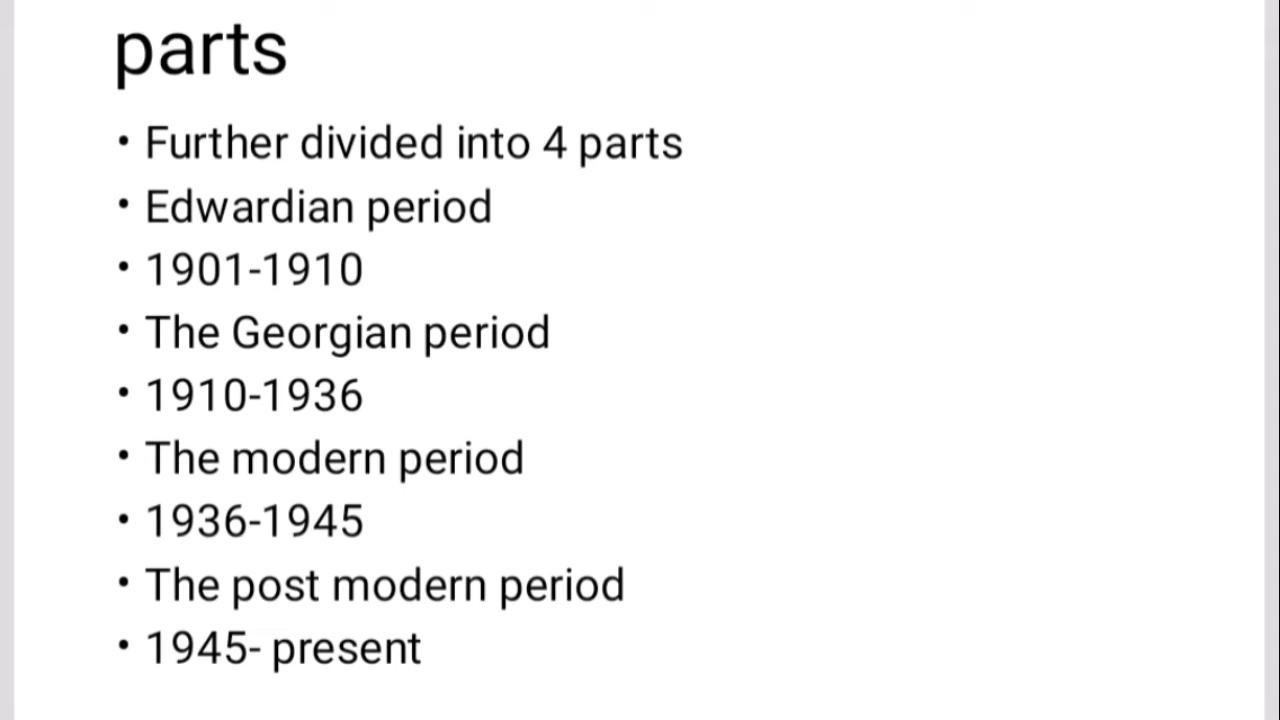 parts
• Further divided into 4 parts
• Edwardian period
• 1901-1910
• The Georgian period
• 1910-1936
• The modern period
• 1936-1945
• The post modern period
• 1945- present